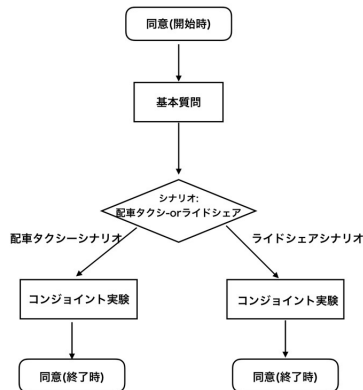 同意(開始時)
基本質問
シナリオ:
配車タクシ-orライドシェア
配車タクシーシナリオ
ライドシェアシナリオ
コンジョイント実験
コンジョイント実験
同意(終了時)
同意(終了時)